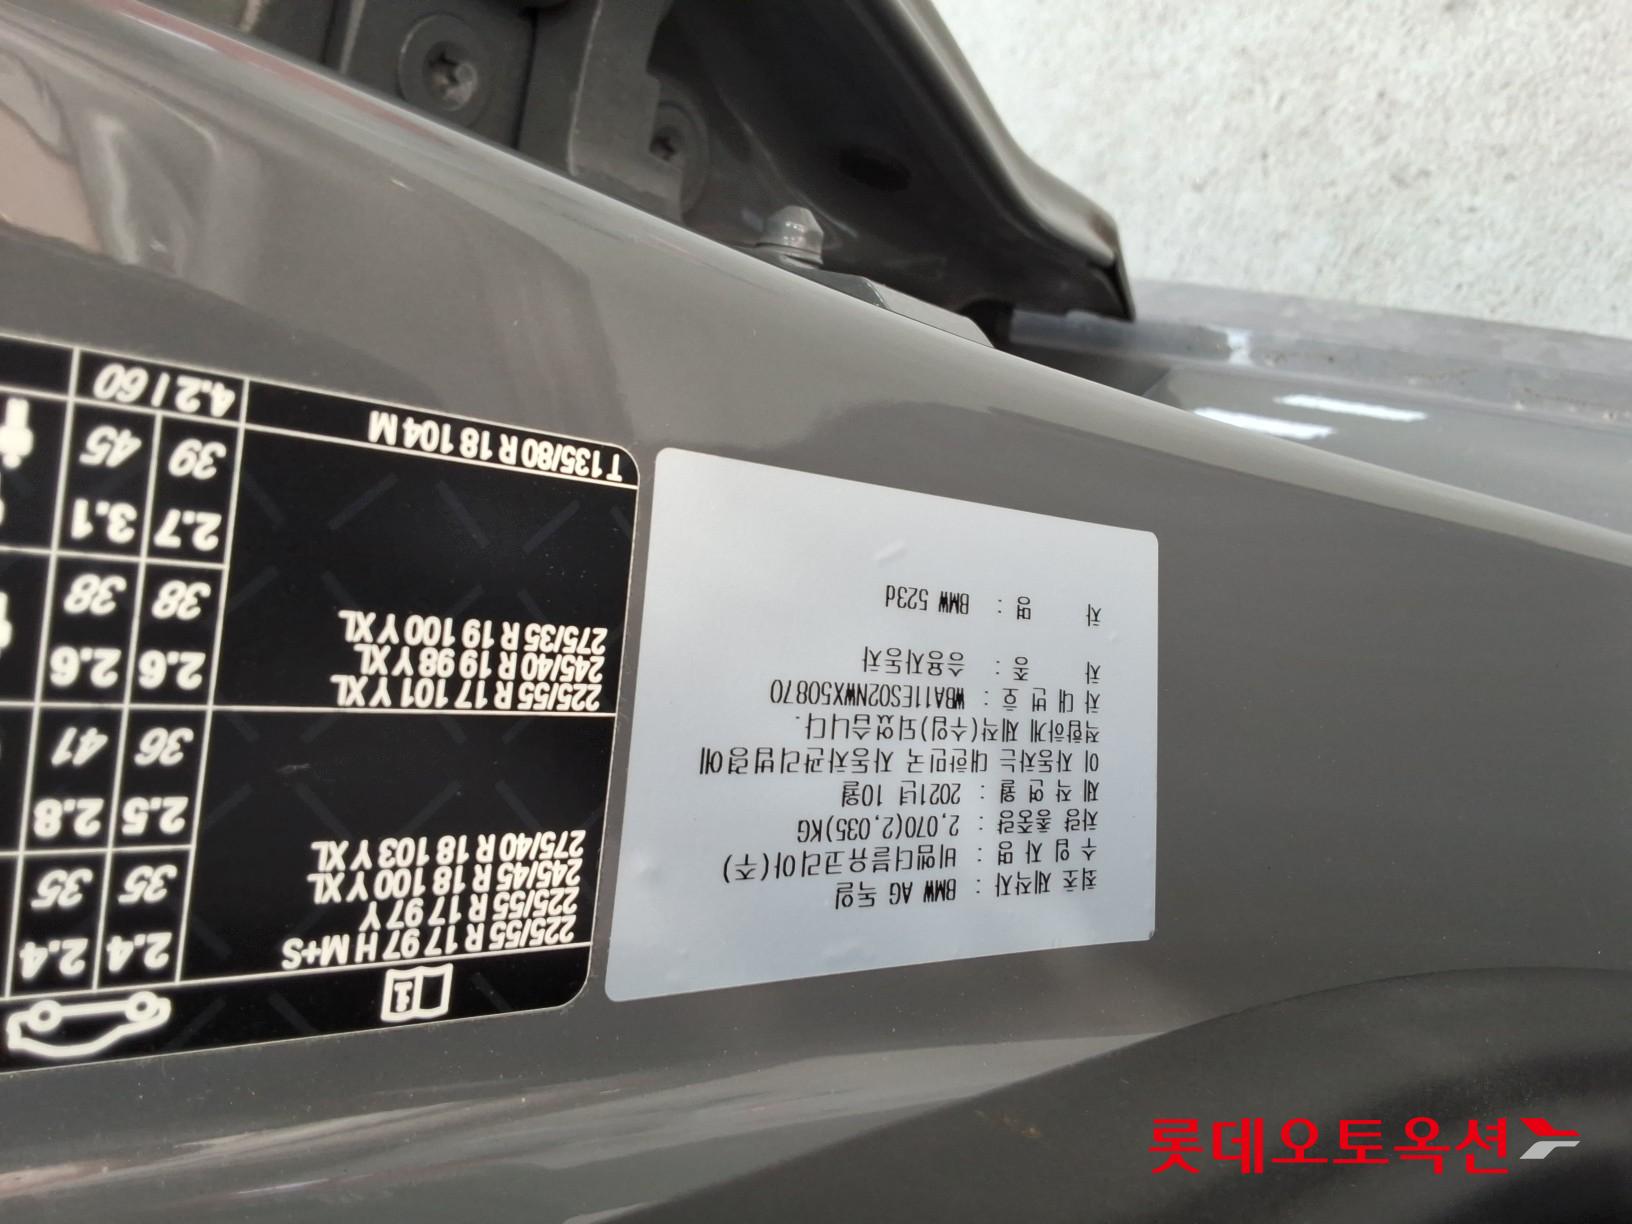 최초 제작자 : BMW AG 독일
수 입 자 명 : 비엠더블유코리아(주)
차량 총중량 : 2,070(2,035)KG
제 작 연 월 : 2021년 10월
이 자동차는 대한민국 자동차관리법령에
적합하게 제작(수입)되었습니다.
차 대 번 호 : WBA11ES02NWX50870
차 종 : 승용자동차
차 명 : BMW 523d
225/55 R 17 97 H M+S
225/55 R 17 97 Y
245/45 R 18 100 Y XL
275/40 R 18 103 Y XL
2.4 2.4
35 35
2.5 2.8
36 41
225/55 R 17 101 Y XL
245/40 R 19 98 Y XL
275/35 R 19 100 Y XL
2.6 2.6
38 38
2.7 3.1
39 45
T 135/80 R 18 104 M
4.2 / 60
롯데오토옥션